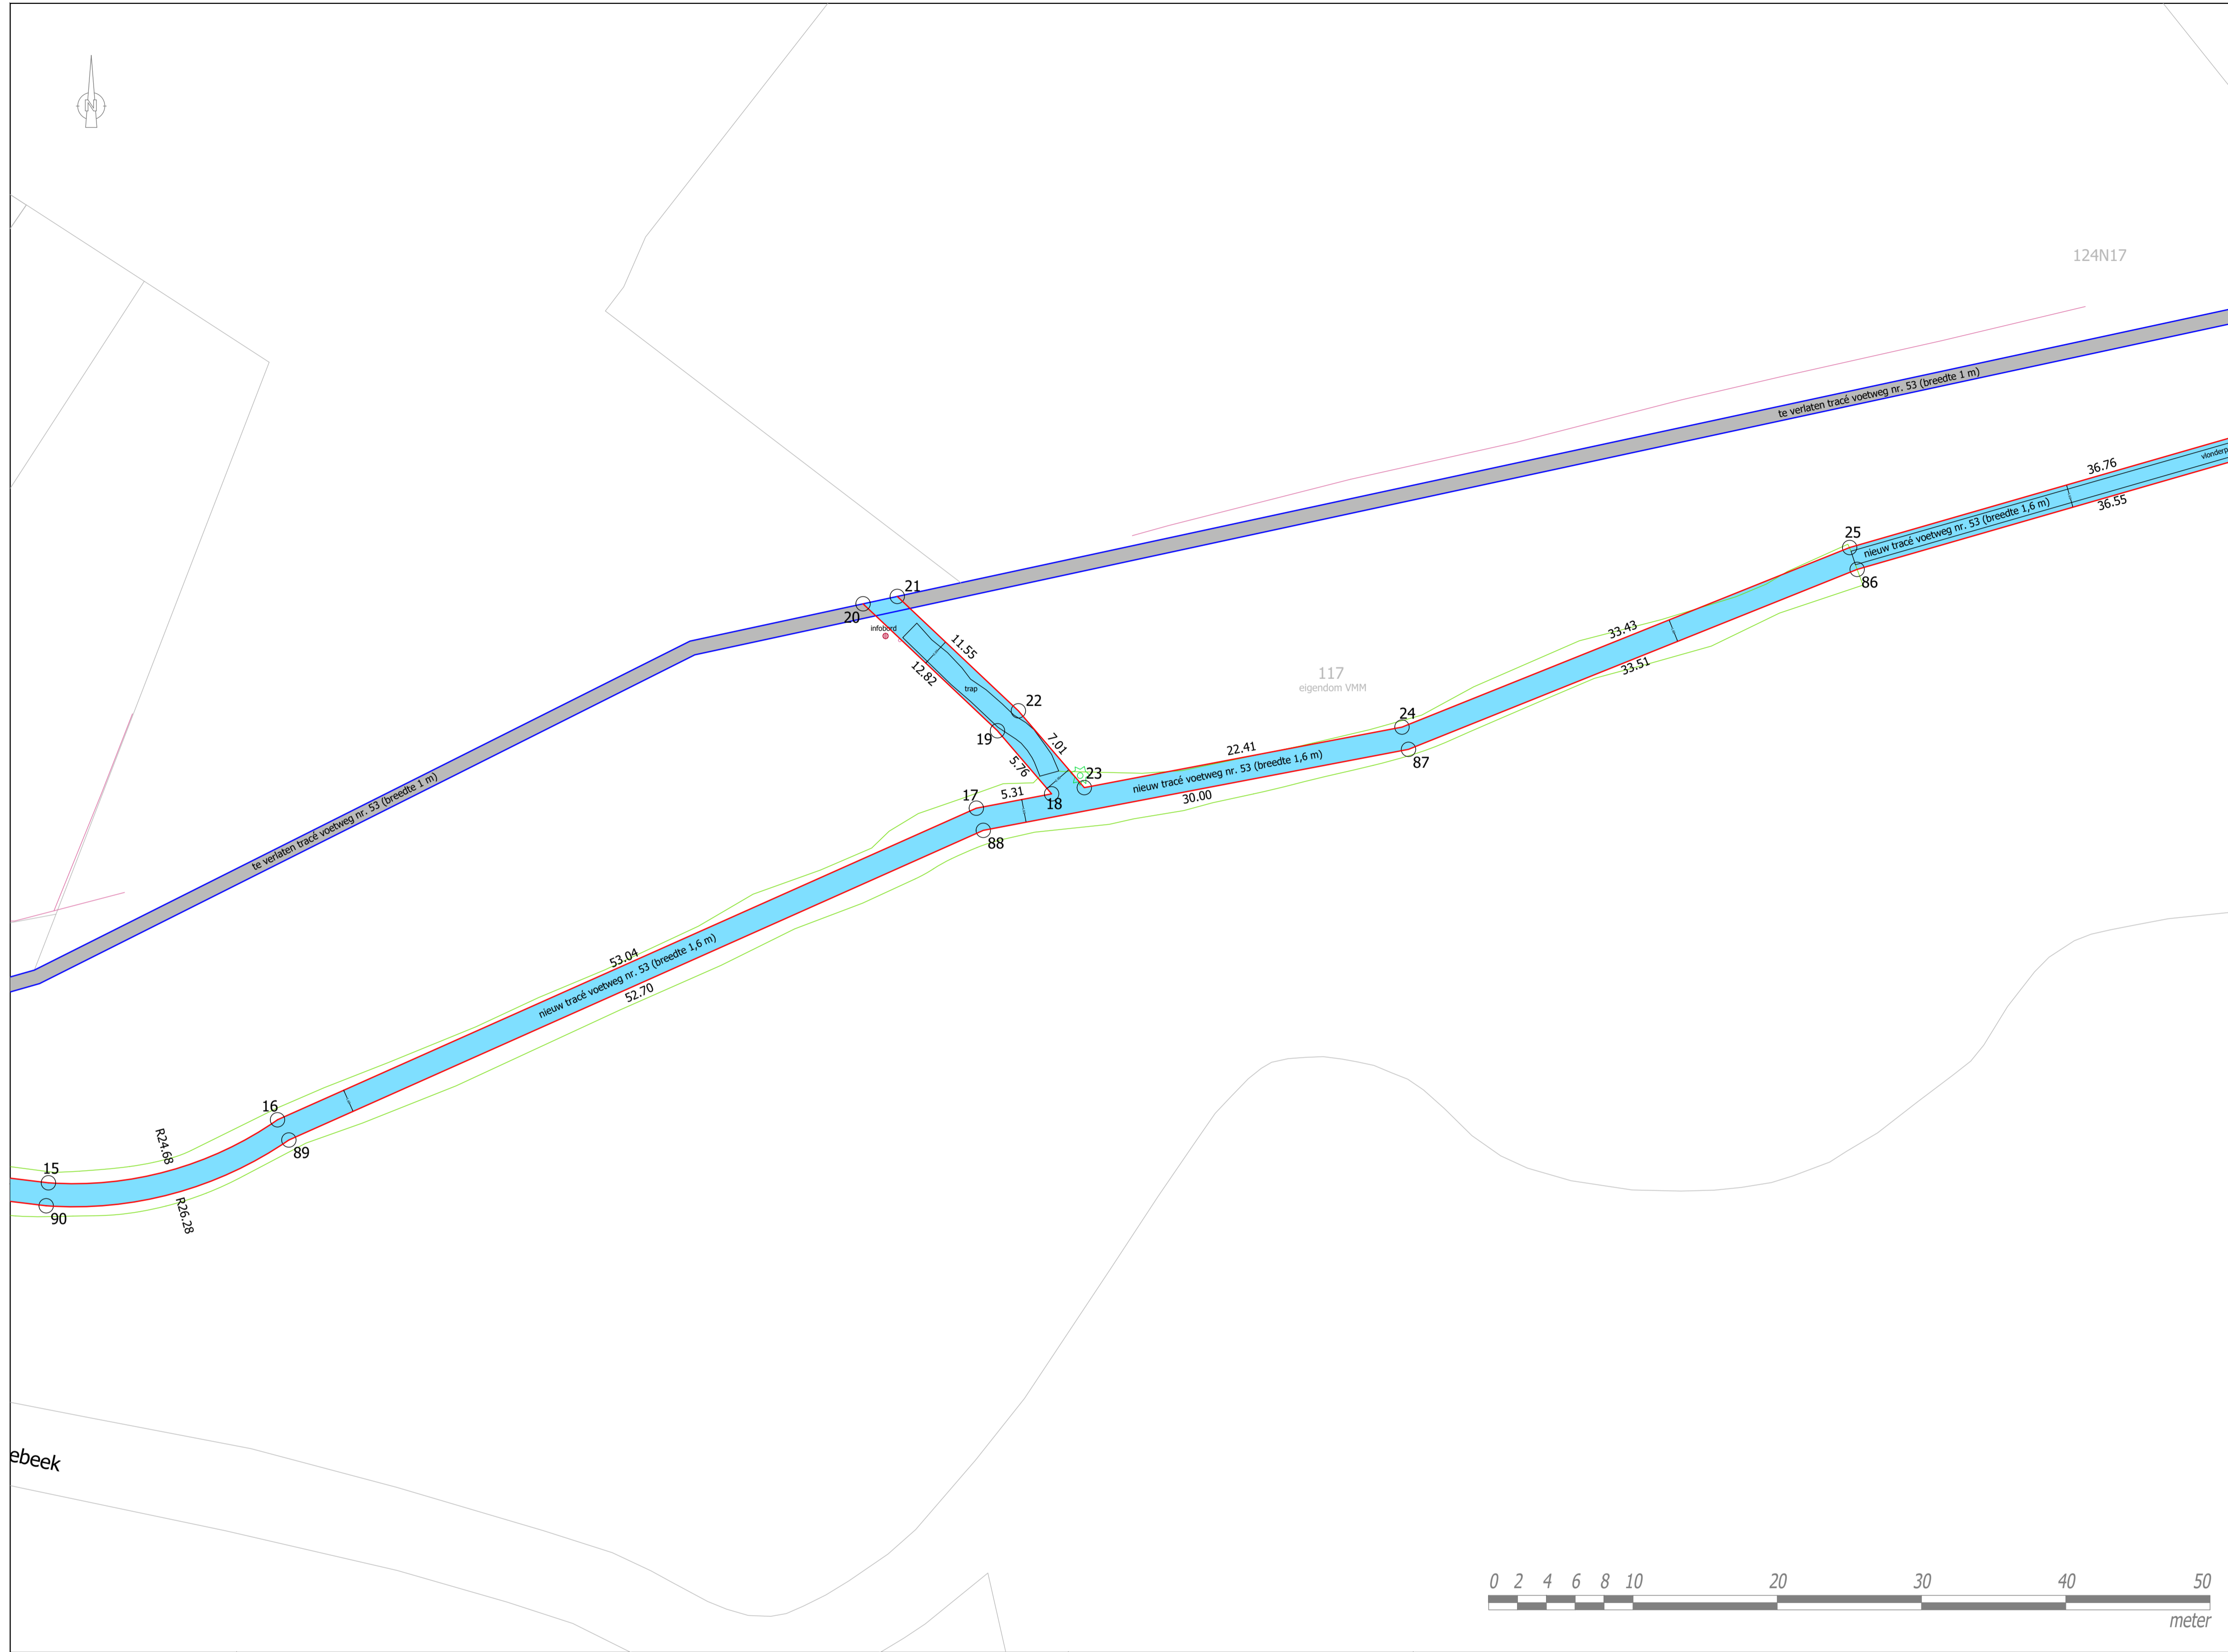 N
124N17
te verlaten tracé voetweg nr. 53 (breedte 1 m)
36.76
vlonderp
36.55
25
nieuw tracé voetweg nr. 53 (breedte 1,6 m)
86
21
20
infobord
11.55
12.82
trap
117
eigendom VMM
33.43
33.51
22
19
7.01
5.76
24
22.41
87
23
nieuw tracé voetweg nr. 53 (breedte 1,6 m)
30.00
17
5.31
18
88
te verlaten tracé voetweg nr. 53 (breedte 1 m)
53.04
nieuw tracé voetweg nr. 53 (breedte 1,6 m)
52.70
16
89
R24.68
15
R26.28
90
ebeek
0 2 4 6 8 10 20 30 40 50
meter